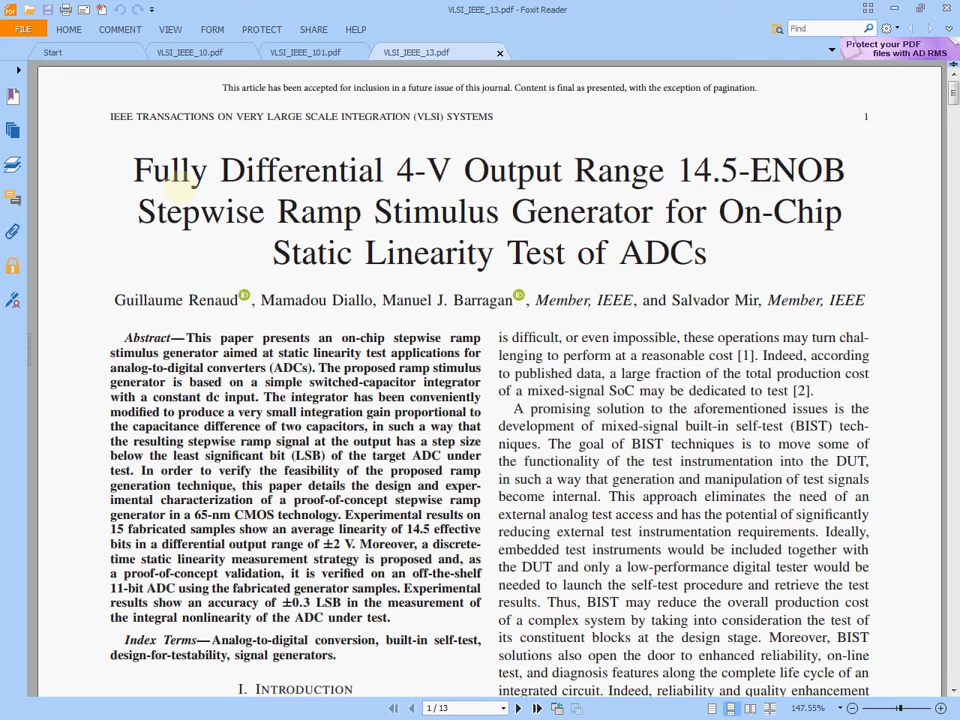 VLSI_IEEE_13.pdf - Foxit Reader
FILE HOME COMMENT VIEW FORM PROTECT SHARE HELP Find
Start VLSI_IEEE_10.pdf VLSI_IEEE_101.pdf VLSI_IEEE_13.pdf
Protect your PDF
files with AD RMS
This article has been accepted for inclusion in a future issue of this journal. Content is final as presented, with the exception of pagination.
IEEE TRANSACTIONS ON VERY LARGE SCALE INTEGRATION (VLSI) SYSTEMS 1
Fully Differential 4-V Output Range 14.5-ENOB
Stepwise Ramp Stimulus Generator for On-Chip
Static Linearity Test of ADCs
Guillaume Renaud, Mamadou Diallo, Manuel J. Barragan, Member, IEEE, and Salvador Mir, Member, IEEE
Abstract—This paper presents an on-chip stepwise ramp
stimulus generator aimed at static linearity test applications for
analog-to-digital converters (ADCs). The proposed ramp stimulus
generator is based on a simple switched-capacitor integrator
with a constant dc input. The integrator has been conveniently
modified to produce a very small integration gain proportional to
the capacitance difference of two capacitors, in such a way that
the resulting stepwise ramp signal at the output has a step size
below the least significant bit (LSB) of the target ADC under
test. In order to verify the feasibility of the proposed ramp
generation technique, this paper details the design and exper-
imental characterization of a proof-of-concept stepwise ramp
generator in a 65-nm CMOS technology. Experimental results on
15 fabricated samples show an average linearity of 14.5 effective
bits in a differential output range of ±2 V. Moreover, a discrete-
time static linearity measurement strategy is proposed and, as
a proof-of-concept validation, it is verified on an off-the-shelf
11-bit ADC using the fabricated generator samples. Experimental
results show an accuracy of ±0.3 LSB in the measurement of
the integral nonlinearity of the ADC under test.
Index Terms—Analog-to-digital conversion, built-in self-test,
design-for-testability, signal generators.
I. INTRODUCTION
is difficult, or even impossible, these operations may turn chal-
lenging to perform at a reasonable cost [1]. Indeed, according
to published data, a large fraction of the total production cost
of a mixed-signal SoC may be dedicated to test [2].
A promising solution to the aforementioned issues is the
development of mixed-signal built-in self-test (BIST) tech-
niques. The goal of BIST techniques is to move some of
the functionality of the test instrumentation into the DUT,
in such a way that generation and manipulation of test signals
become internal. This approach eliminates the need of an
external analog test access and has the potential of significantly
reducing external test instrumentation requirements. Ideally,
embedded test instruments would be included together with
the DUT and only a low-performance digital tester would be
needed to launch the self-test procedure and retrieve the test
results. Thus, BIST may reduce the overall production cost
of a complex system by taking into consideration the test of
its constituent blocks at the design stage. Moreover, BIST
solutions also open the door to enhanced reliability, on-line
test, and diagnosis features along the complete life cycle of an
integrated circuit. Indeed, reliability and quality enhancement
1 / 13 147.55%